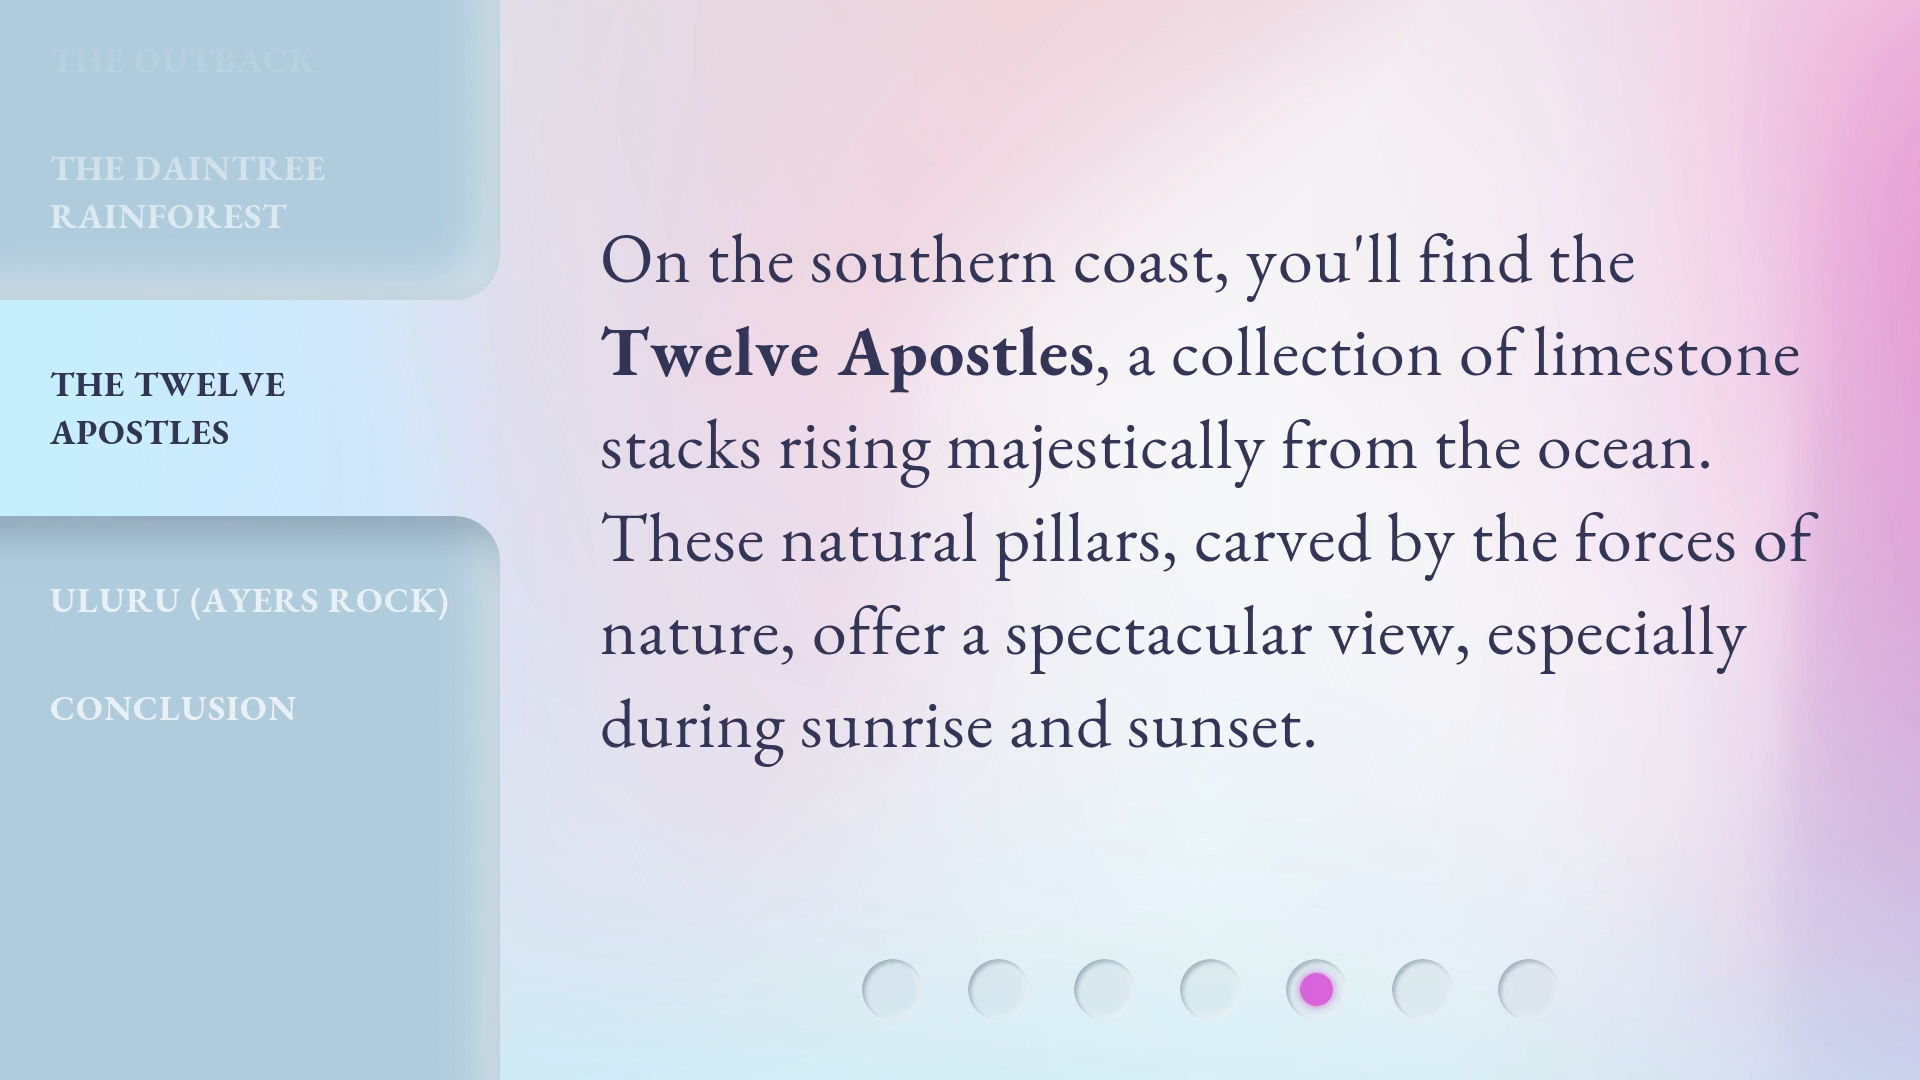 THE OUTBACK
THE DAINTREE
RAINFOREST
THE TWELVE
APOSTLES
ULURU (AYERS ROCK)
CONCLUSION
On the southern coast, you'll find the
Twelve Apostles, a collection of limestone
stacks rising majestically from the ocean.
These natural pillars, carved by the forces of
nature, offer a spectacular view, especially
during sunrise and sunset.